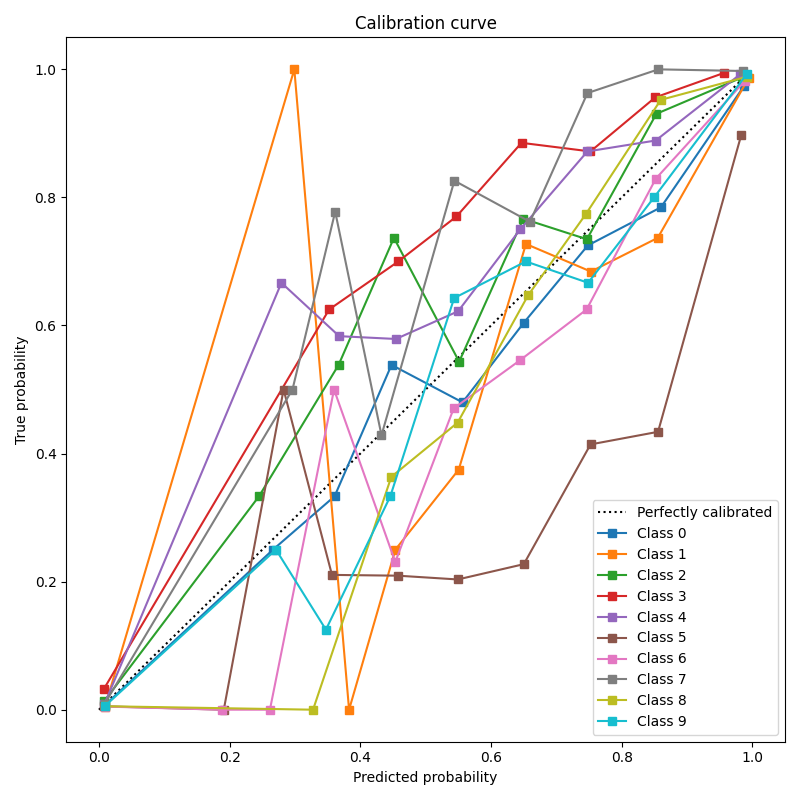 Calibration curve
True probability
1.0
0.8
0.6
0.4
0.2
0.0
0.0 0.2 0.4 0.6 0.8 1.0
Predicted probability
Perfectly calibrated
Class 0
Class 1
Class 2
Class 3
Class 4
Class 5
Class 6
Class 7
Class 8
Class 9